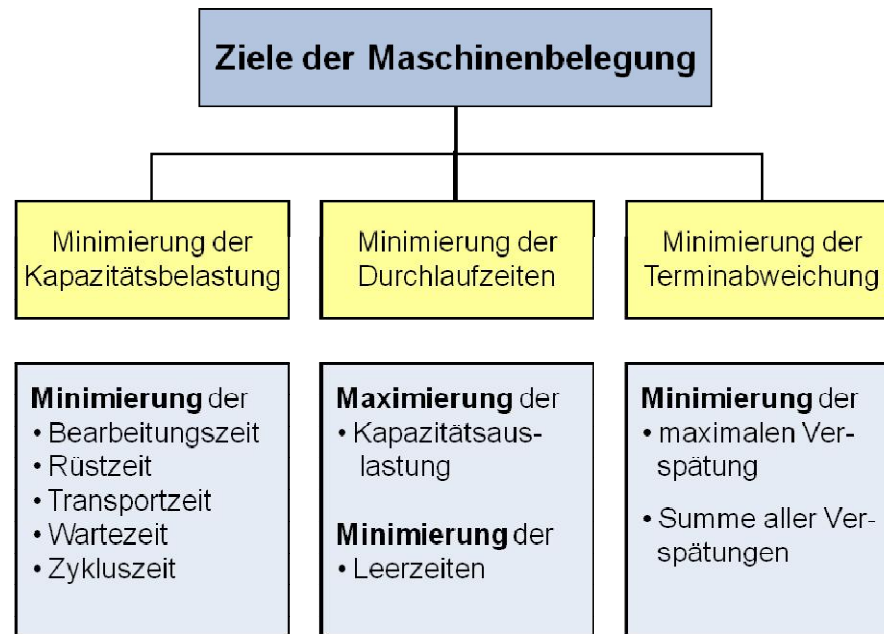 Ziele der Maschinenbelegung
Minimierung der
Kapazitätsbelastung
Minimierung der
Durchlaufzeiten
Minimierung der
Terminabweichung
Minimierung der
• Bearbeitungszeit
• Rüstzeit
• Transportzeit
• Wartezeit
• Zykluszeit
Maximierung der
• Kapazitätsaus-
lastung
Minimierung der
• Leerzeiten
Minimierung der
• maximalen Ver-
spätung
• Summe aller Ver-
spätungen